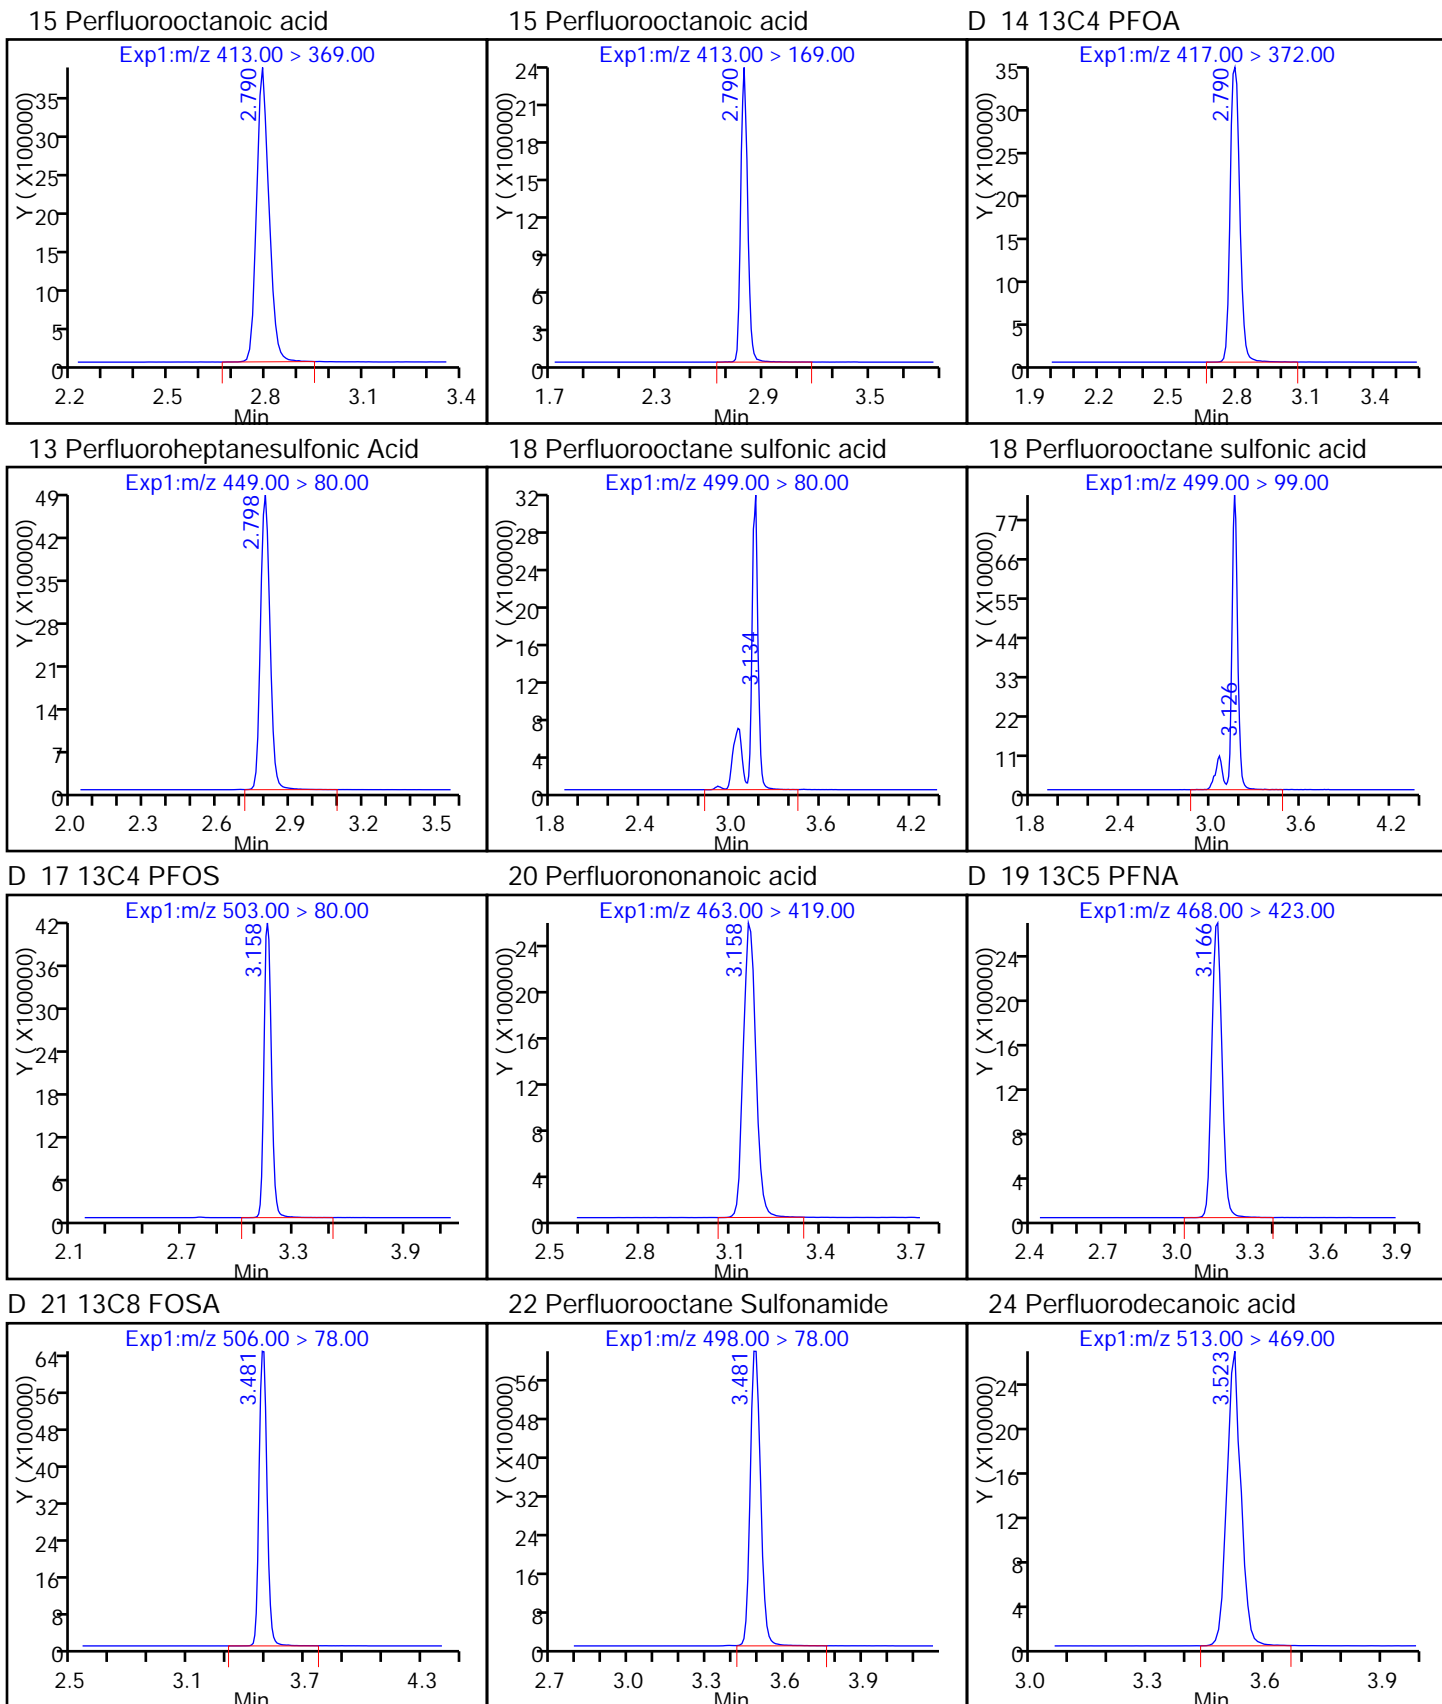 15 Perfluorooctanoic acid
Exp1:m/z 413.00 > 369.00
2.790
Y ( X100000)
35
30
25
20
15
10
5
0
2.2 2.5 2.8 3.1 3.4
Min
15 Perfluorooctanoic acid
Exp1:m/z 413.00 > 169.00
2.790
Y ( X100000)
24
21
18
15
12
9
6
3
0
1.7 2.3 2.9 3.5
Min
D 14 13C4 PFOA
Exp1:m/z 417.00 > 372.00
2.790
Y ( X100000)
35
30
25
20
15
10
5
0
1.9 2.2 2.5 2.8 3.1 3.4
Min
13 Perfluoroheptanesulfonic Acid
Exp1:m/z 449.00 > 80.00
2.798
Y ( X100000)
49
42
35
28
21
14
7
0
2.0 2.3 2.6 2.9 3.2 3.5
Min
18 Perfluorooctane sulfonic acid
Exp1:m/z 499.00 > 80.00
3.134
Y ( X100000)
32
28
24
20
16
12
8
4
0
1.8 2.4 3.0 3.6 4.2
Min
18 Perfluorooctane sulfonic acid
Exp1:m/z 499.00 > 99.00
3.126
Y ( X10000)
77
66
55
44
33
22
11
0
1.8 2.4 3.0 3.6 4.2
Min
D 17 13C4 PFOS
Exp1:m/z 503.00 > 80.00
3.158
Y ( X100000)
42
36
30
24
18
12
6
0
2.1 2.7 3.3 3.9
Min
20 Perfluorononanoic acid
Exp1:m/z 463.00 > 419.00
3.158
Y ( X100000)
24
20
16
12
8
4
0
2.5 2.8 3.1 3.4 3.7
Min
D 19 13C5 PFNA
Exp1:m/z 468.00 > 423.00
3.166
Y ( X100000)
24
20
16
12
8
4
0
2.4 2.7 3.0 3.3 3.6 3.9
Min
D 21 13C8 FOSA
Exp1:m/z 506.00 > 78.00
3.481
Y ( X100000)
64
56
48
40
32
24
16
8
0
2.5 3.1 3.7 4.3
Min
22 Perfluorooctane Sulfonamide
Exp1:m/z 498.00 > 78.00
3.481
Y ( X100000)
56
48
40
32
24
16
8
0
2.7 3.0 3.3 3.6 3.9
Min
24 Perfluorodecanoic acid
Exp1:m/z 513.00 > 469.00
3.523
Y ( X100000)
24
20
16
12
8
4
0
3.0 3.3 3.6 3.9
Min